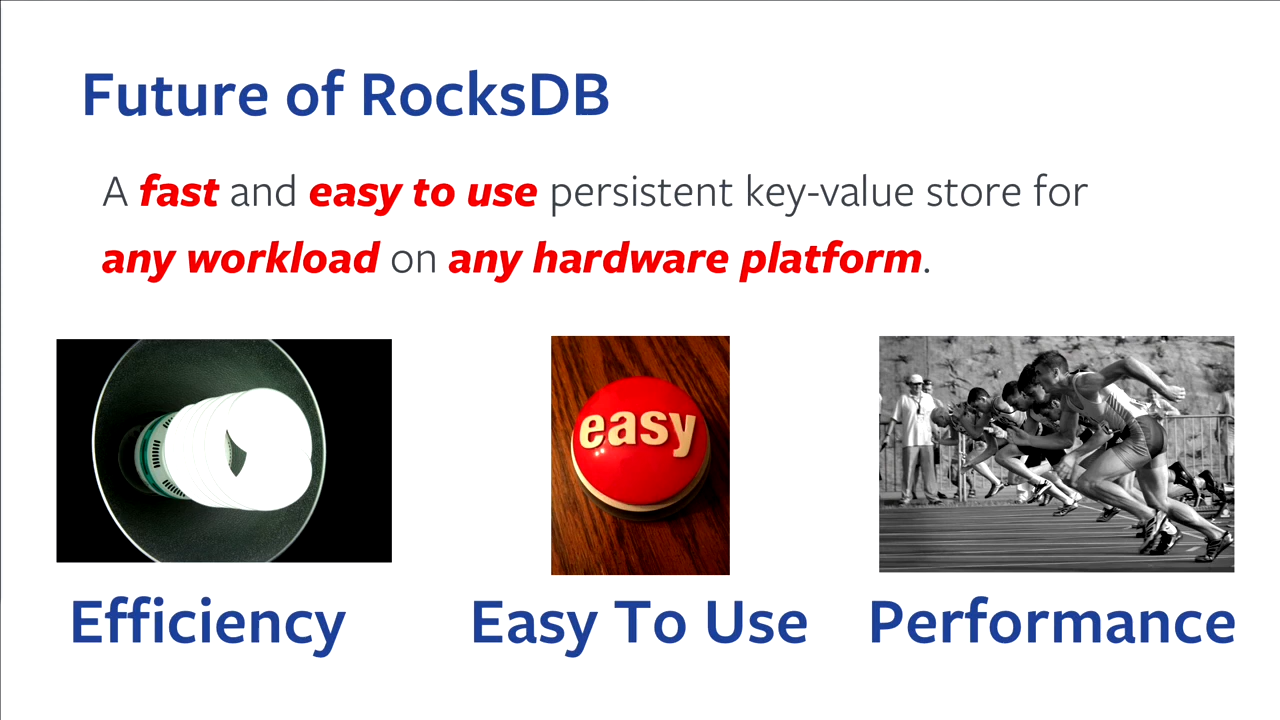 Future of RocksDB
A fast and easy to use persistent key-value store for
any workload on any hardware platform.
easy
Efficiency
Easy To Use
Performance